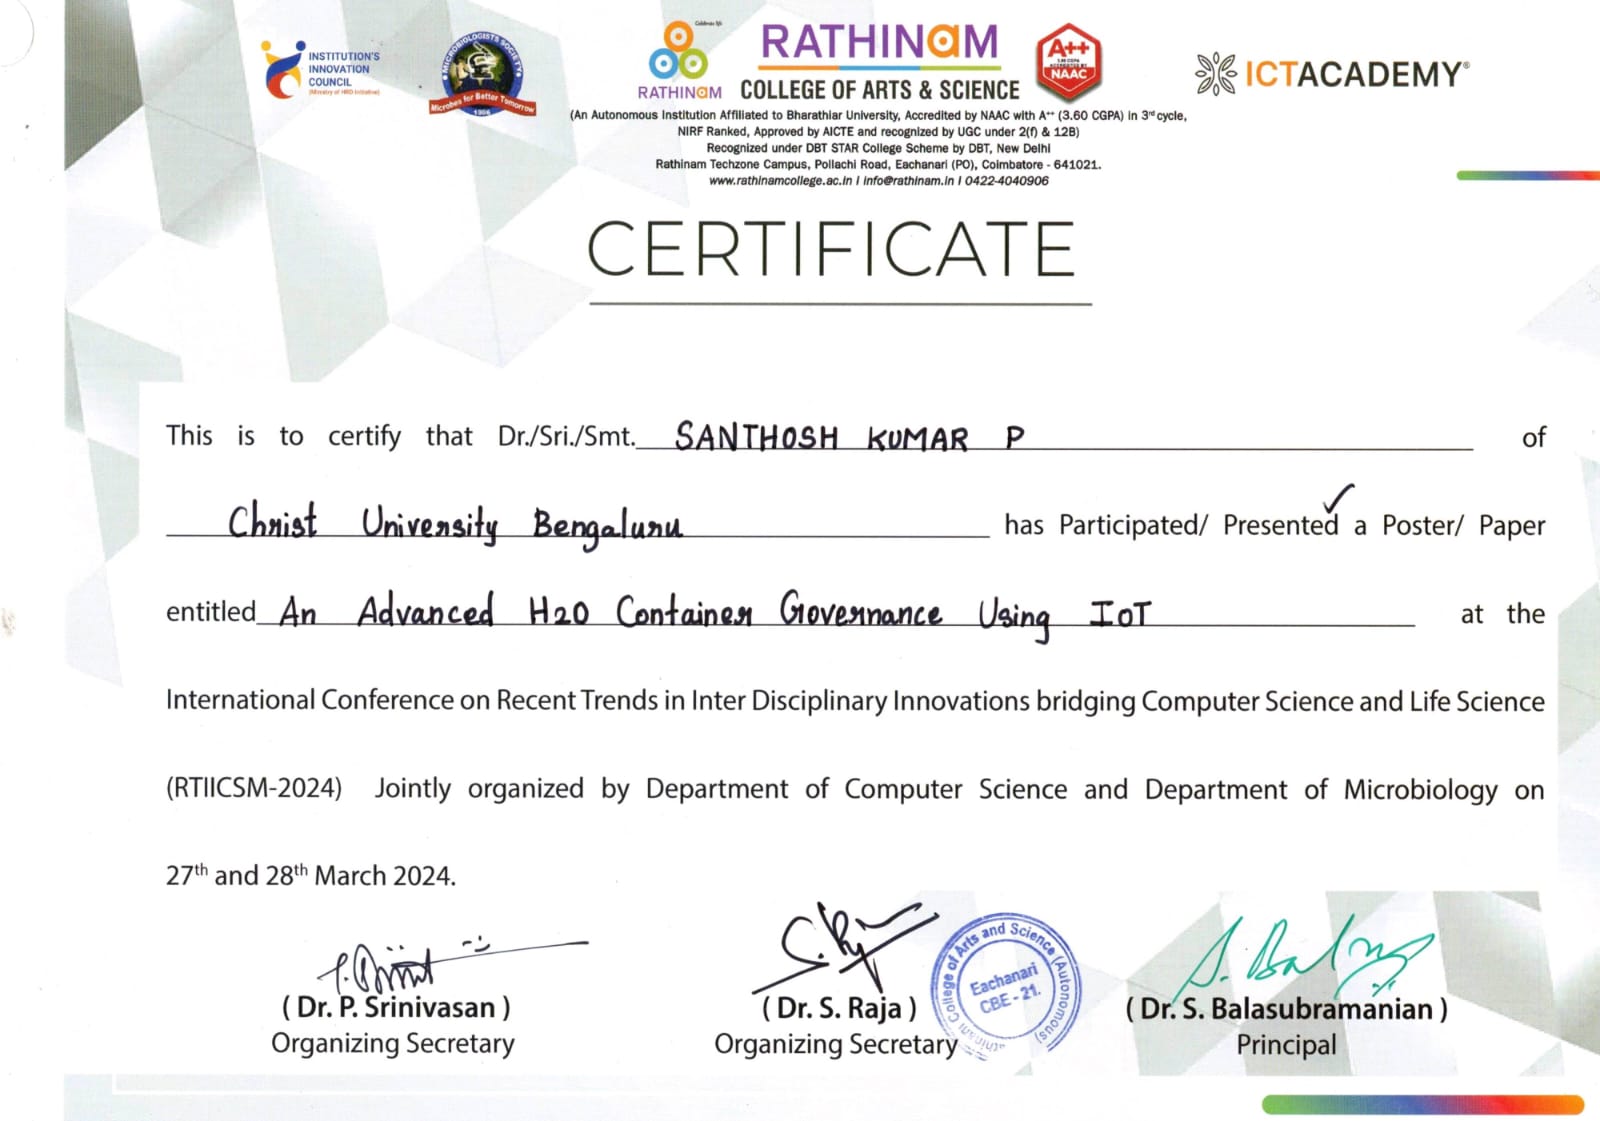 INSTITUTION'S
INNOVATION
COUNCIL
(Ministry of HRD Initiative)
MICROBIOLOGISTS SOCIETY
Microbes for Better Tomorrow
Celebrate life
RATHINAM
RATHINAM
COLLEGE OF ARTS & SCIENCE
A++
NAAC
ICTACADEMY®
(An Autonomous Institution Affiliated to Bharathiar University, Accredited by NAAC with A++ (3.60 CGPA) in 3rd cycle,
NIRF Ranked, Approved by AICTE and recognized by UGC under 2(f) & 12B)
Recognized under DBT STAR College Scheme by DBT, New Delhi
Rathinam Techzone Campus, Pollachi Road, Eachanari (PO), Coimbatore - 641021.
www.rathinamcollege.ac.in I info@rathinam.in I 0422-4040906
CERTIFICATE
This is to certify that Dr./Sri./Smt. SANTHOSH KUMAR P of
Christ University Bengaluru has Participated/ Presented a Poster/ Paper
entitled An Advanced H2O Container Governance Using IoT at the
International Conference on Recent Trends in Inter Disciplinary Innovations bridging Computer Science and Life Science
(RTIICSM-2024) Jointly organized by Department of Computer Science and Department of Microbiology on
27th and 28th March 2024.
S. Bala
College of Arts and Science (Autonomous)
Eachanari
CBE - 21.
( Dr. P. Srinivasan )
Organizing Secretary
( Dr. S. Raja )
Organizing Secretary
( Dr. S. Balasubramanian )
Principal